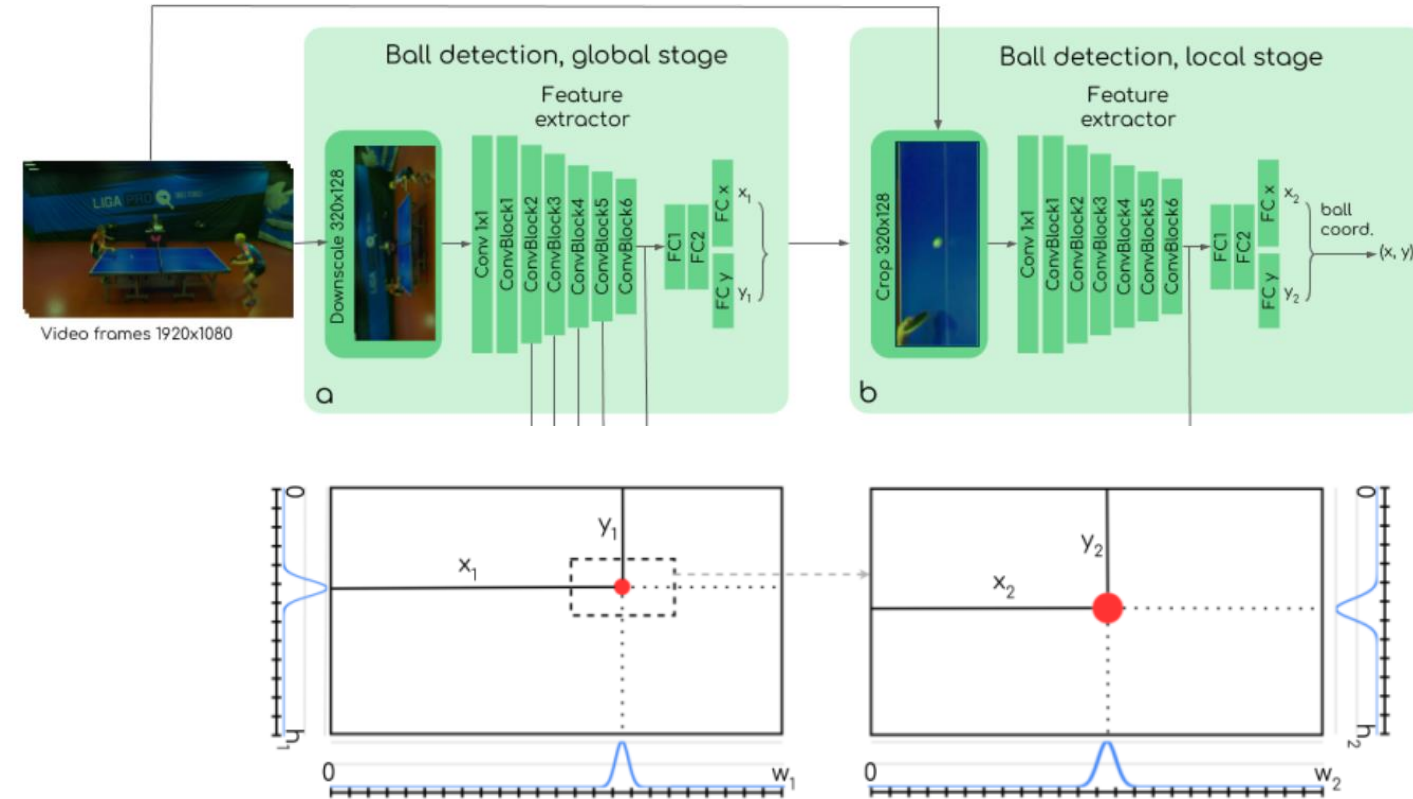 Ball detection, global stage
Feature
extractor
Downscale 320x128
LIGA PRO
Conv 1x1
ConvBlock1
ConvBlock2
ConvBlock3
ConvBlock4
ConvBlock5
ConvBlock6
FC1
FC2
FC x
FC y
x1
y1
a
Video frames 1920x1080
LIGA PRO
Ball detection, local stage
Feature
extractor
Crop 320x128
Conv 1x1
ConvBlock1
ConvBlock2
ConvBlock3
ConvBlock4
ConvBlock5
ConvBlock6
FC1
FC2
FC x
FC y
x2
y2
ball
coord.
(x, y)
b
0
h1
x1
y1
0
w1
x2
y2
0
h2
0
w2